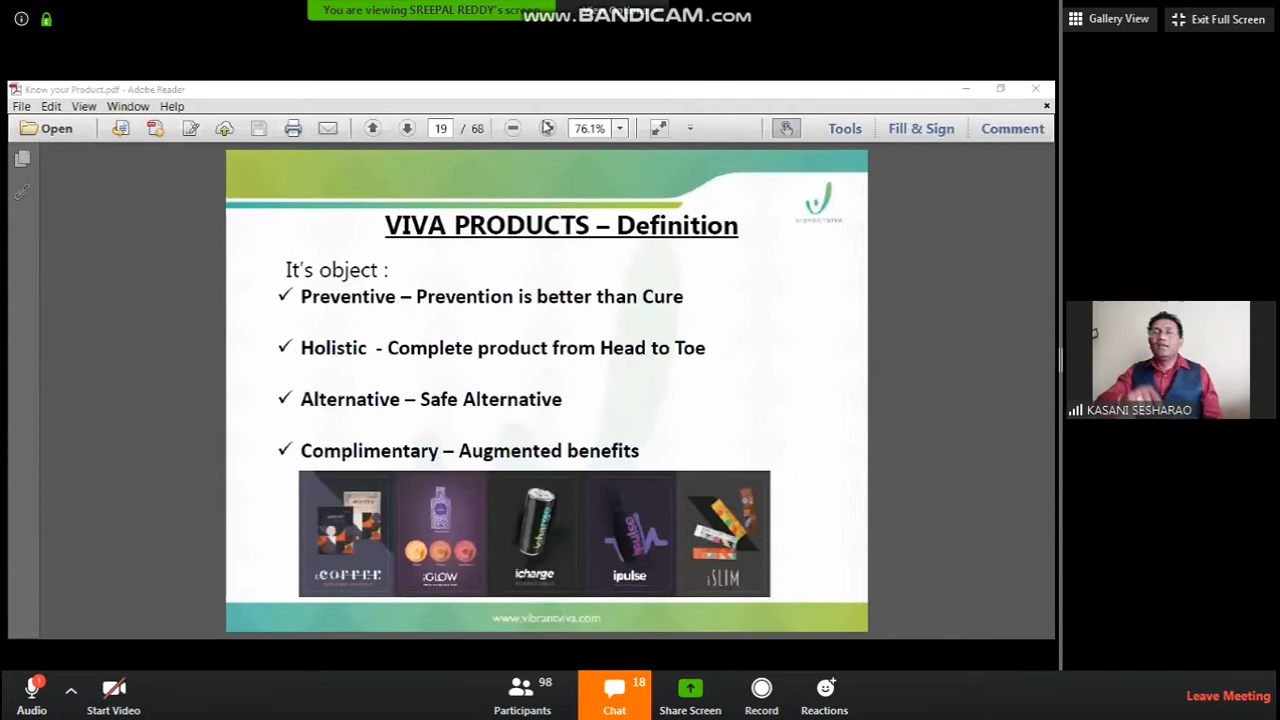 You are viewing SREEPAL REDDY's screen
www.BANDICAM.com
Gallery View
Exit Full Screen
Know your Product.pdf - Adobe Reader
File Edit View Window Help
Open 19 / 68 76.1% Tools Fill & Sign Comment
VIBRANTVIVA
VIVA PRODUCTS – Definition
It's object :
✓ Preventive – Prevention is better than Cure
✓ Holistic - Complete product from Head to Toe
✓ Alternative – Safe Alternative
✓ Complimentary – Augmented benefits
iCOFFEE iGLOW icharge ipulse iSLIM
www.vibrantviva.com
KASANI SESHARAO
98 18
Audio Start Video Participants Chat Share Screen Record Reactions
Leave Meeting